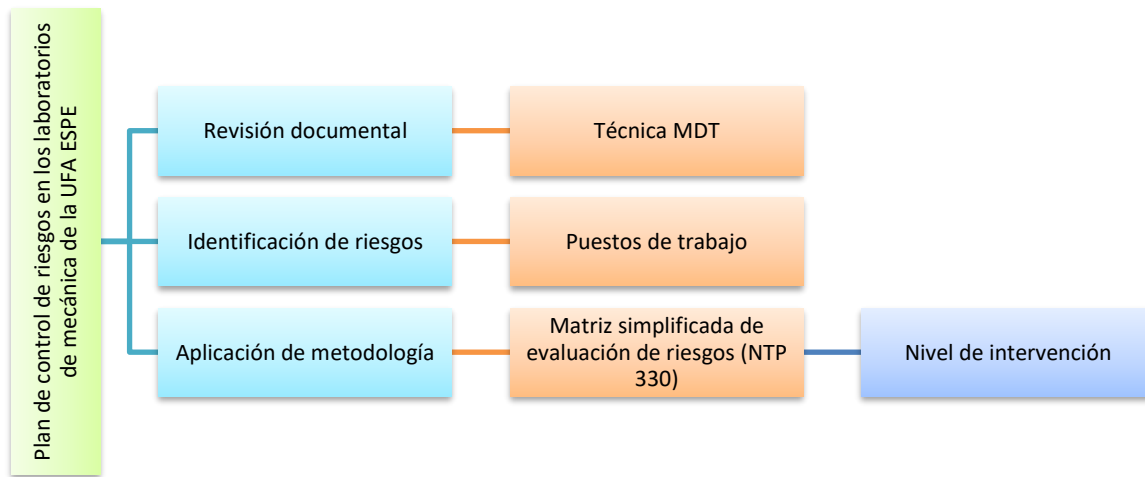 Plan de control de riesgos en los laboratorios
de mecánica de la UFA ESPE
Revisión documental
Técnica MDT
Identificación de riesgos
Puestos de trabajo
Aplicación de metodología
Matriz simplificada de
evaluación de riesgos (NTP
330)
Nivel de intervención